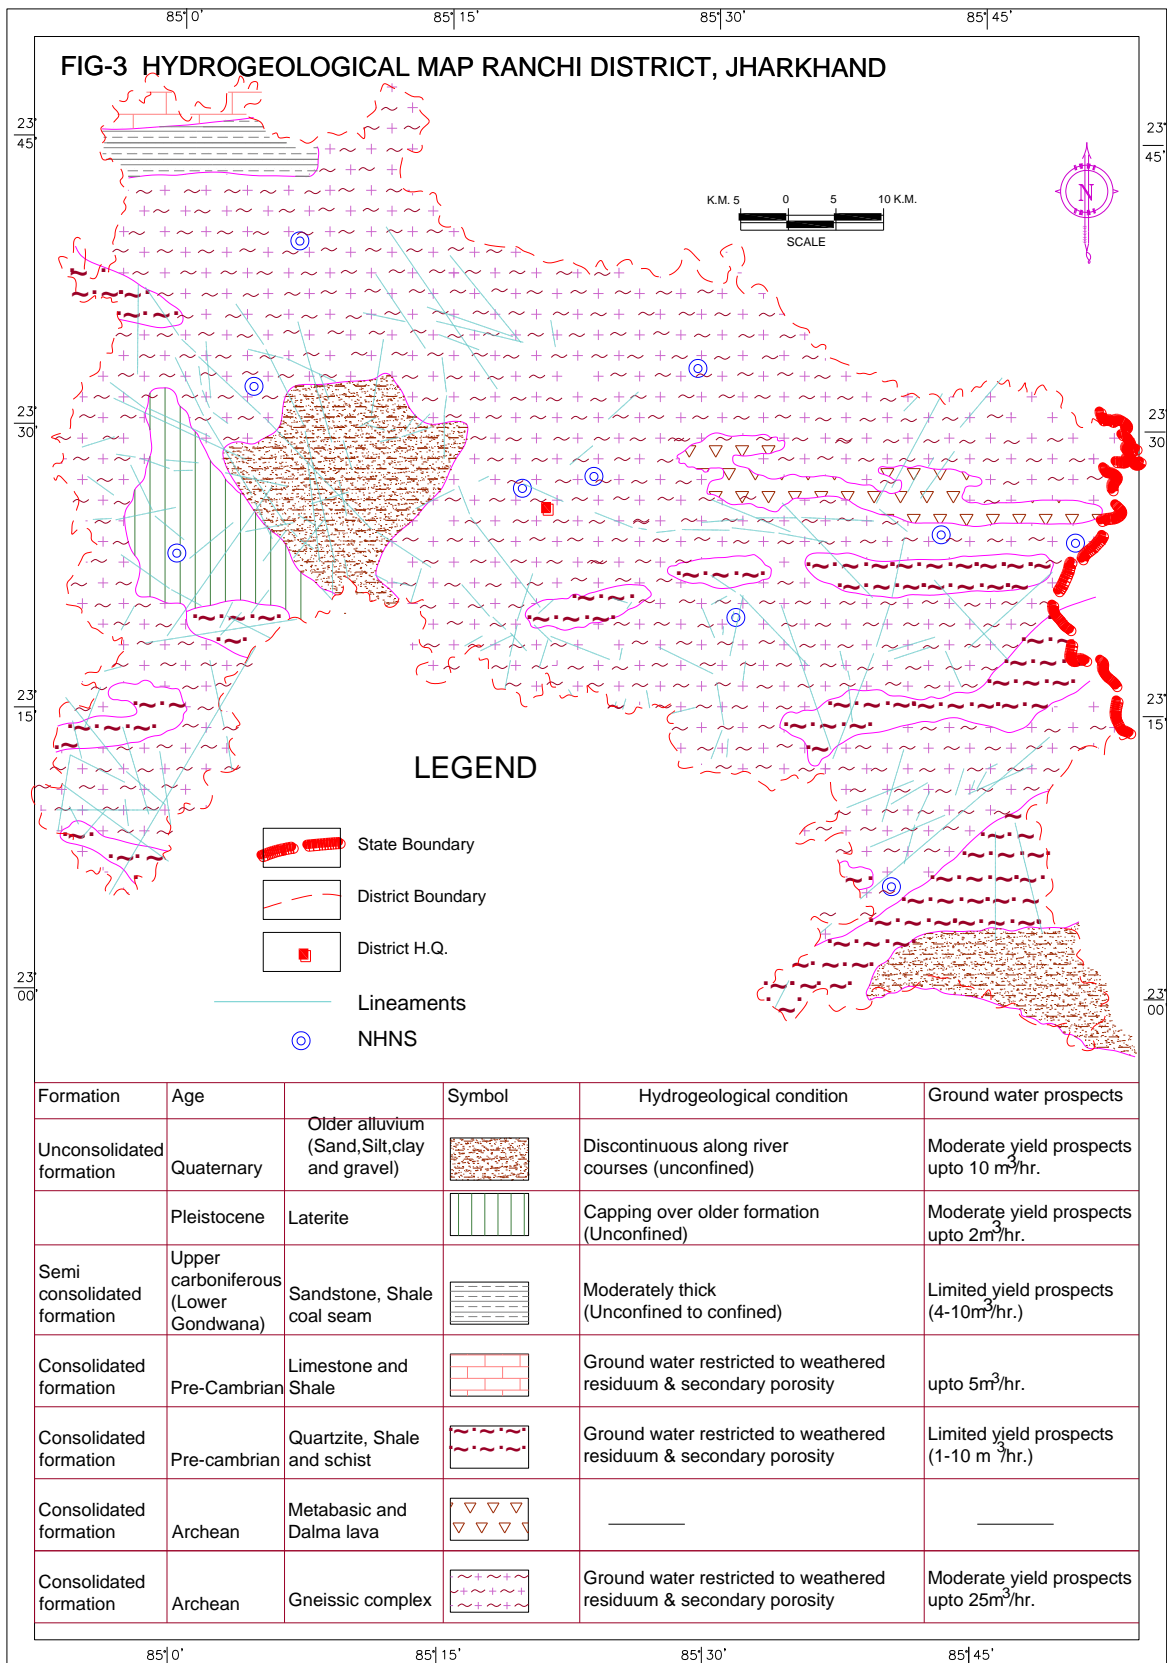 85° 0' 85° 15' 85° 30' 85° 45'
FIG-3 HYDROGEOLOGICAL MAP RANCHI DISTRICT, JHARKHAND
23° 45'
23° 45'
N
K.M. 5 0 5 10 K.M.
SCALE
23° 30'
23° 30'
23° 15'
23° 15'
LEGEND
State Boundary
District Boundary
District H.Q.
Lineaments
NHNS
23° 00'
23° 00'
Formation Age Symbol Hydrogeological condition Ground water prospects
Unconsolidated
formation
Quaternary
Older alluvium
(Sand,Silt,clay
and gravel)
Discontinuous along river
courses (unconfined)
Moderate yield prospects
upto 10 m³/hr.
Pleistocene
Laterite
Capping over older formation
(Unconfined)
Moderate yield prospects
upto 2m³/hr.
Semi
consolidated
formation
Upper
carboniferous
(Lower
Gondwana)
Sandstone, Shale
coal seam
Moderately thick
(Unconfined to confined)
Limited yield prospects
(4-10m³/hr.)
Consolidated
formation
Pre-Cambrian
Limestone and
Shale
Ground water restricted to weathered
residuum & secondary porosity
upto 5m³/hr.
Consolidated
formation
Pre-cambrian
Quartzite, Shale
and schist
Ground water restricted to weathered
residuum & secondary porosity
Limited yield prospects
(1-10 m³/hr.)
Consolidated
formation
Archean
Metabasic and
Dalma lava
Consolidated
formation
Archean
Gneissic complex
Ground water restricted to weathered
residuum & secondary porosity
Moderate yield prospects
upto 25m³/hr.
85° 0' 85° 15' 85° 30' 85° 45'